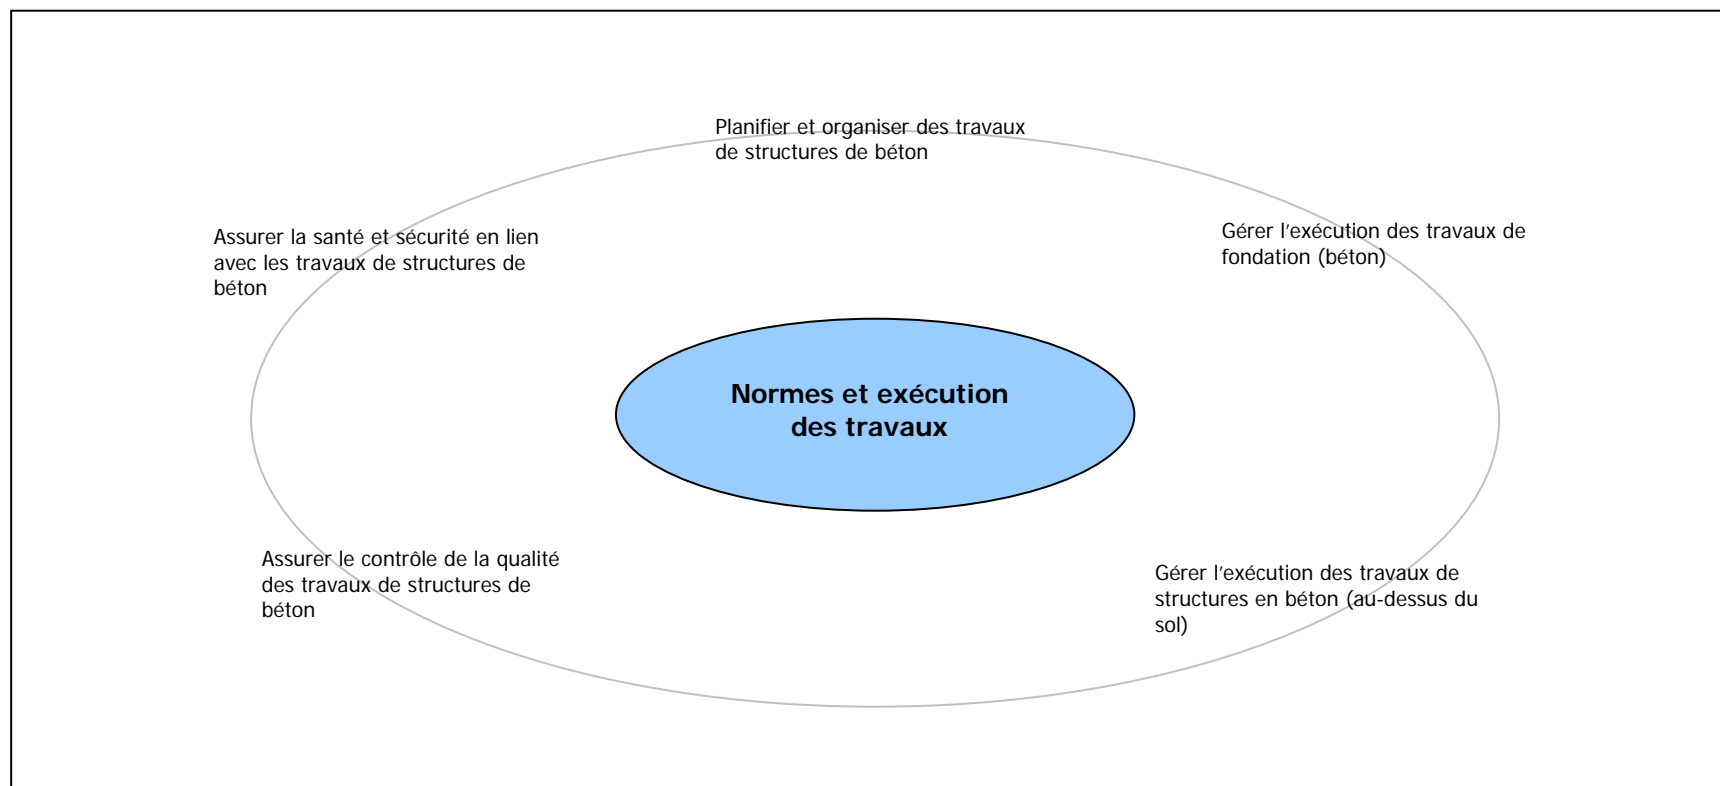 Planifier et organiser des travaux
de structures de béton
Assurer la santé et sécurité en lien
avec les travaux de structures de
béton
Gérer l'exécution des travaux de
fondation (béton)
Normes et exécution
des travaux
Assurer le contrôle de la qualité
des travaux de structures de
béton
Gérer l'exécution des travaux de
structures en béton (au-dessus du
sol)